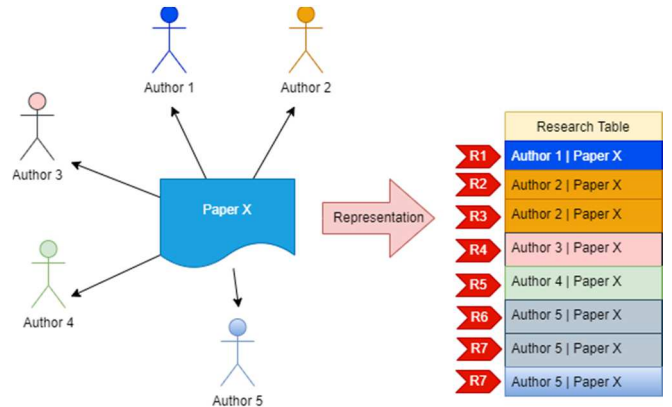 Author 1
Author 2
Author 3
Author 4
Author 5
Paper X
Representation
Research Table
R1 Author 1 | Paper X
R2 Author 2 | Paper X
R3 Author 2 | Paper X
R4 Author 3 | Paper X
R5 Author 4 | Paper X
R6 Author 5 | Paper X
R7 Author 5 | Paper X
R7 Author 5 | Paper X